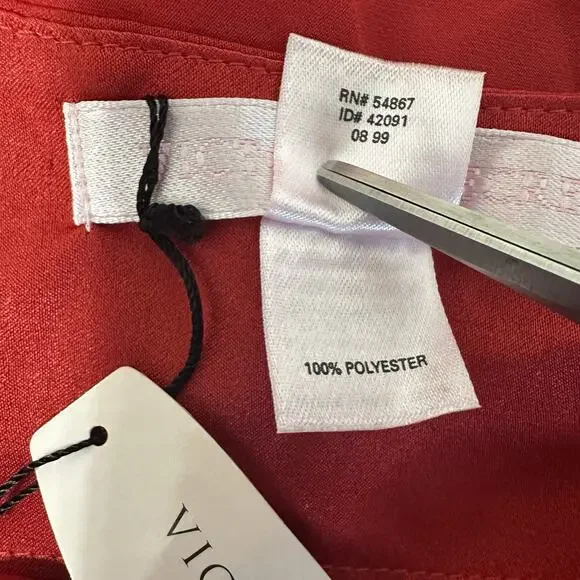 RN# 54867
ID# 42091
08 99
100% POLYESTER
VIC